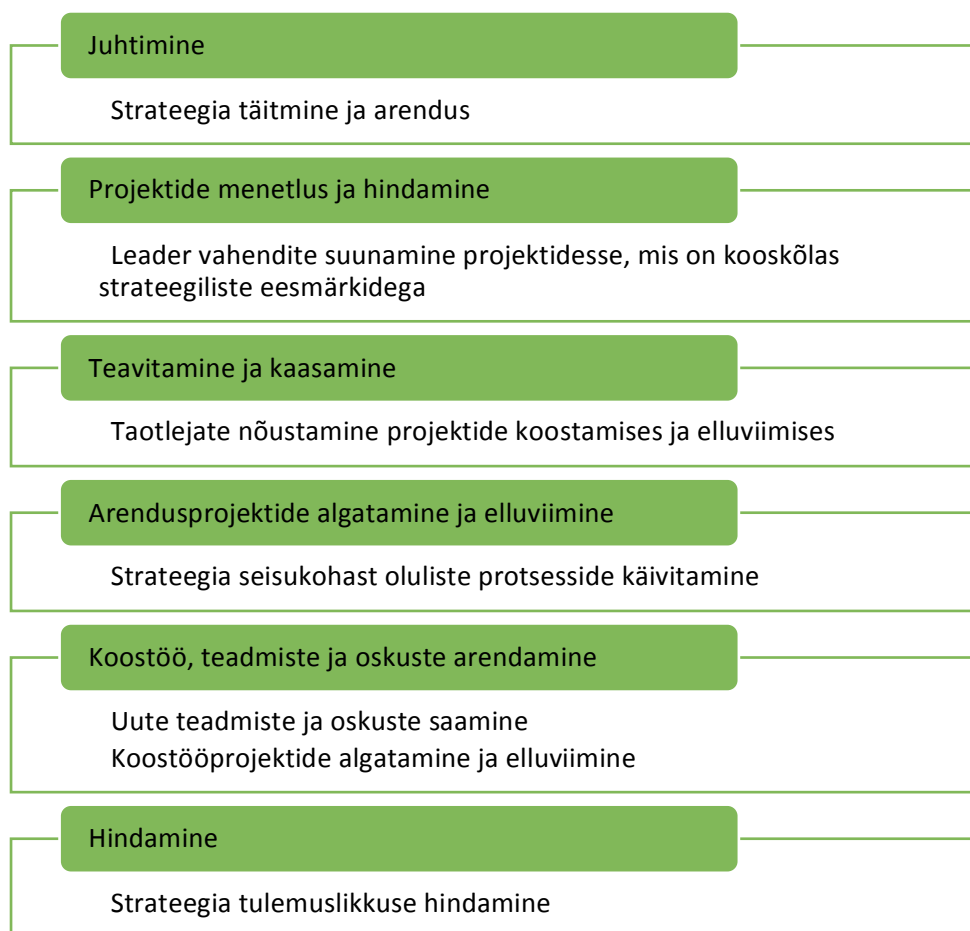 Juhtimine
Strateegia täitmine ja arendus
Projektide menetlus ja hindamine
Leader vahendite suunamine projektidesse, mis on kooskõlas
strateegiliste eesmärkidega
Teavitamine ja kaasamine
Taotlejate nõustamine projektide koostamises ja elluviimises
Arendusprojektide algatamine ja elluviimine
Strateegia seisukohast oluliste protsesside käivitamine
Koostöö, teadmiste ja oskuste arendamine
Uute teadmiste ja oskuste saamine
Koostööprojektide algatamine ja elluviimine
Hindamine
Strateegia tulemuslikkuse hindamine